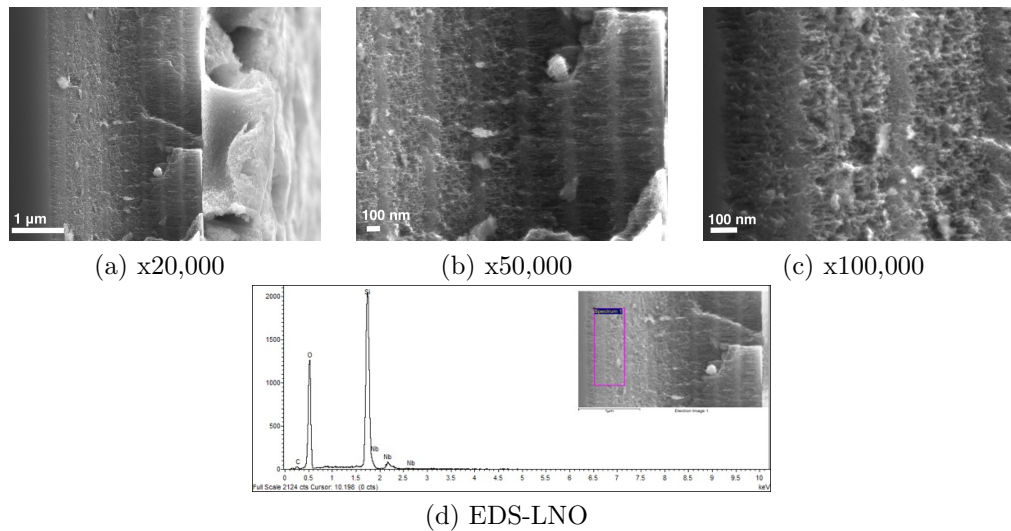 1 µm
100 nm
100 nm
(a) x20,000
(b) x50,000
(c) x100,000
2000
1500
1000
500
0
Si
O
C
Nb
Nb
Nb
Spectrum 1
1µm
Electron Image 1
0 0.5 1 1.5 2 2.5 3 3.5 4 4.5 5 5.5 6 6.5 7 7.5 8 8.5 9 9.5 10
Full Scale 2124 cts Cursor: 10.198 (0 cts)
keV
(d) EDS-LNO